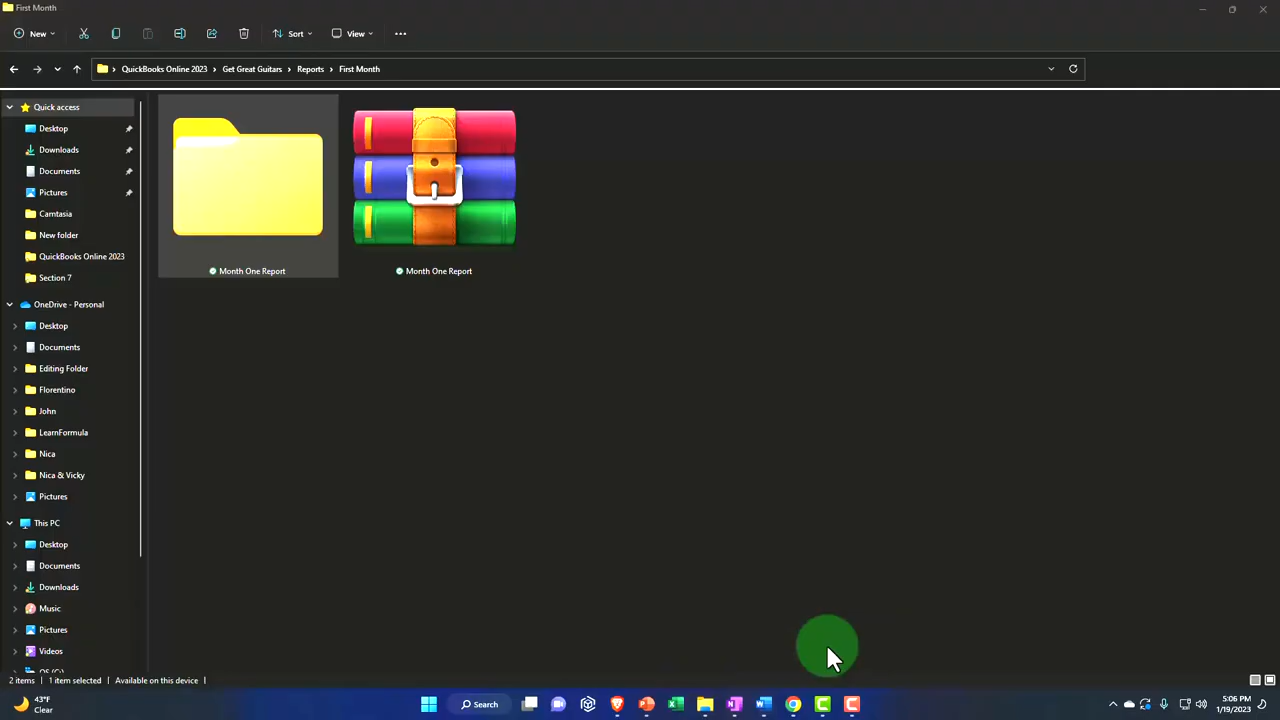 First Month
New
Sort
View
QuickBooks Online 2023 > Get Great Guitars > Reports > First Month
Quick access
Desktop
Downloads
Documents
Pictures
Camtasia
New folder
QuickBooks Online 2023
Section 7
OneDrive - Personal
Desktop
Documents
Editing Folder
Florentino
John
LearnFormula
Nica
Nica & Vicky
Pictures
This PC
Desktop
Documents
Downloads
Music
Pictures
Videos
OS (C:)
Month One Report
Month One Report
2 items
1 item selected
Available on this device
43°F
Clear
Search
5:06 PM
1/19/2023